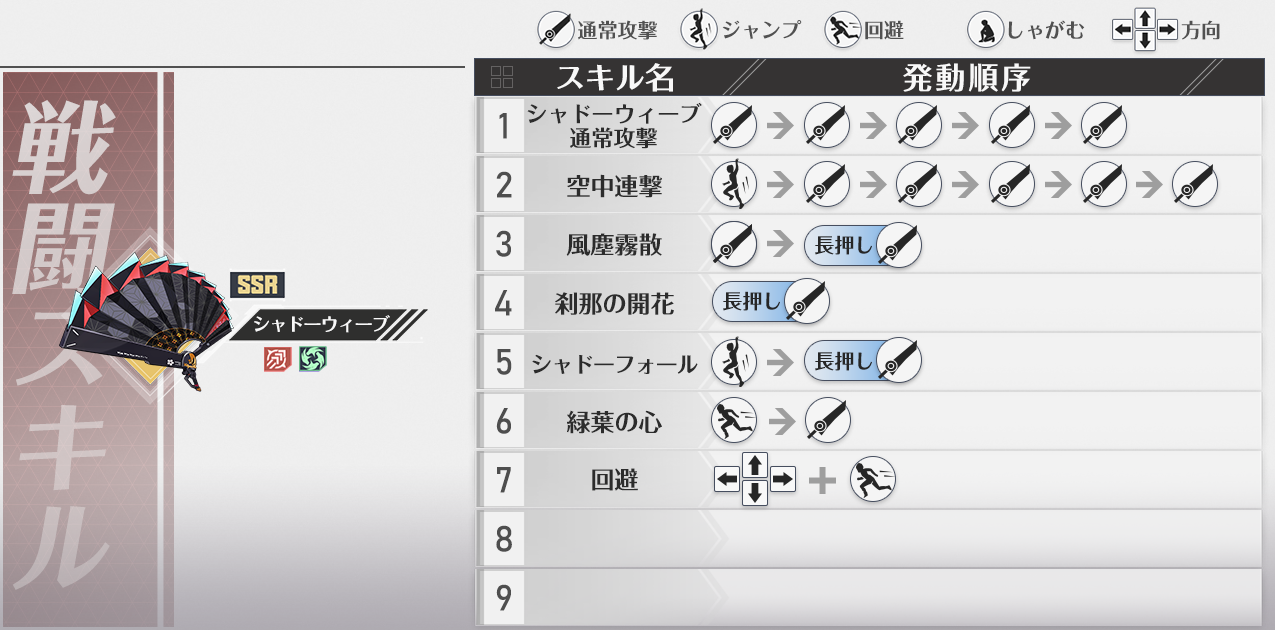 通常攻撃 ジャンプ 回避 しゃがむ 方向
戦闘スキル
SSR
シャドーウィーブ
スキル名 発動順序
1 シャドーウィーブ
通常攻撃
2 空中連撃
3 風塵霧散 長押し
4 刹那の開花 長押し
5 シャドーフォール 長押し
6 緑葉の心
7 回避 +
8
9